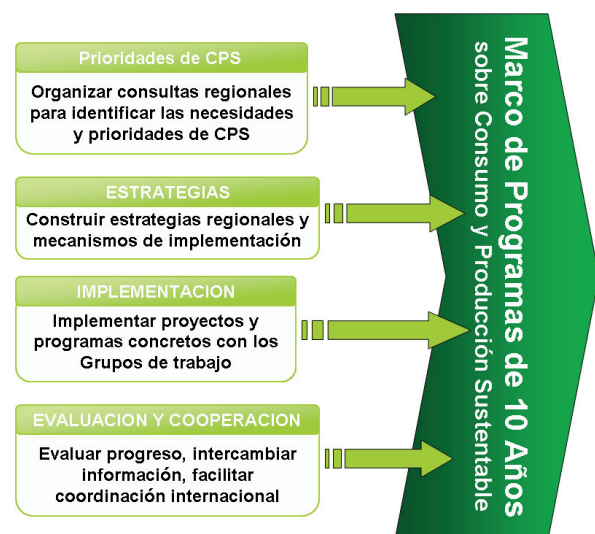 Prioridades de CPS
Organizar consultas regionales
para identificar las necesidades
y prioridades de CPS
ESTRATEGIAS
Construir estrategias regionales y
mecanismos de implementación
IMPLEMENTACION
Implementar proyectos y
programas concretos con los
Grupos de trabajo
EVALUACION Y COOPERACION
Evaluar progreso, intercambiar
información, facilitar
coordinación internacional
Marco de Programas de 10 Años
sobre Consumo y Producción Sustentable